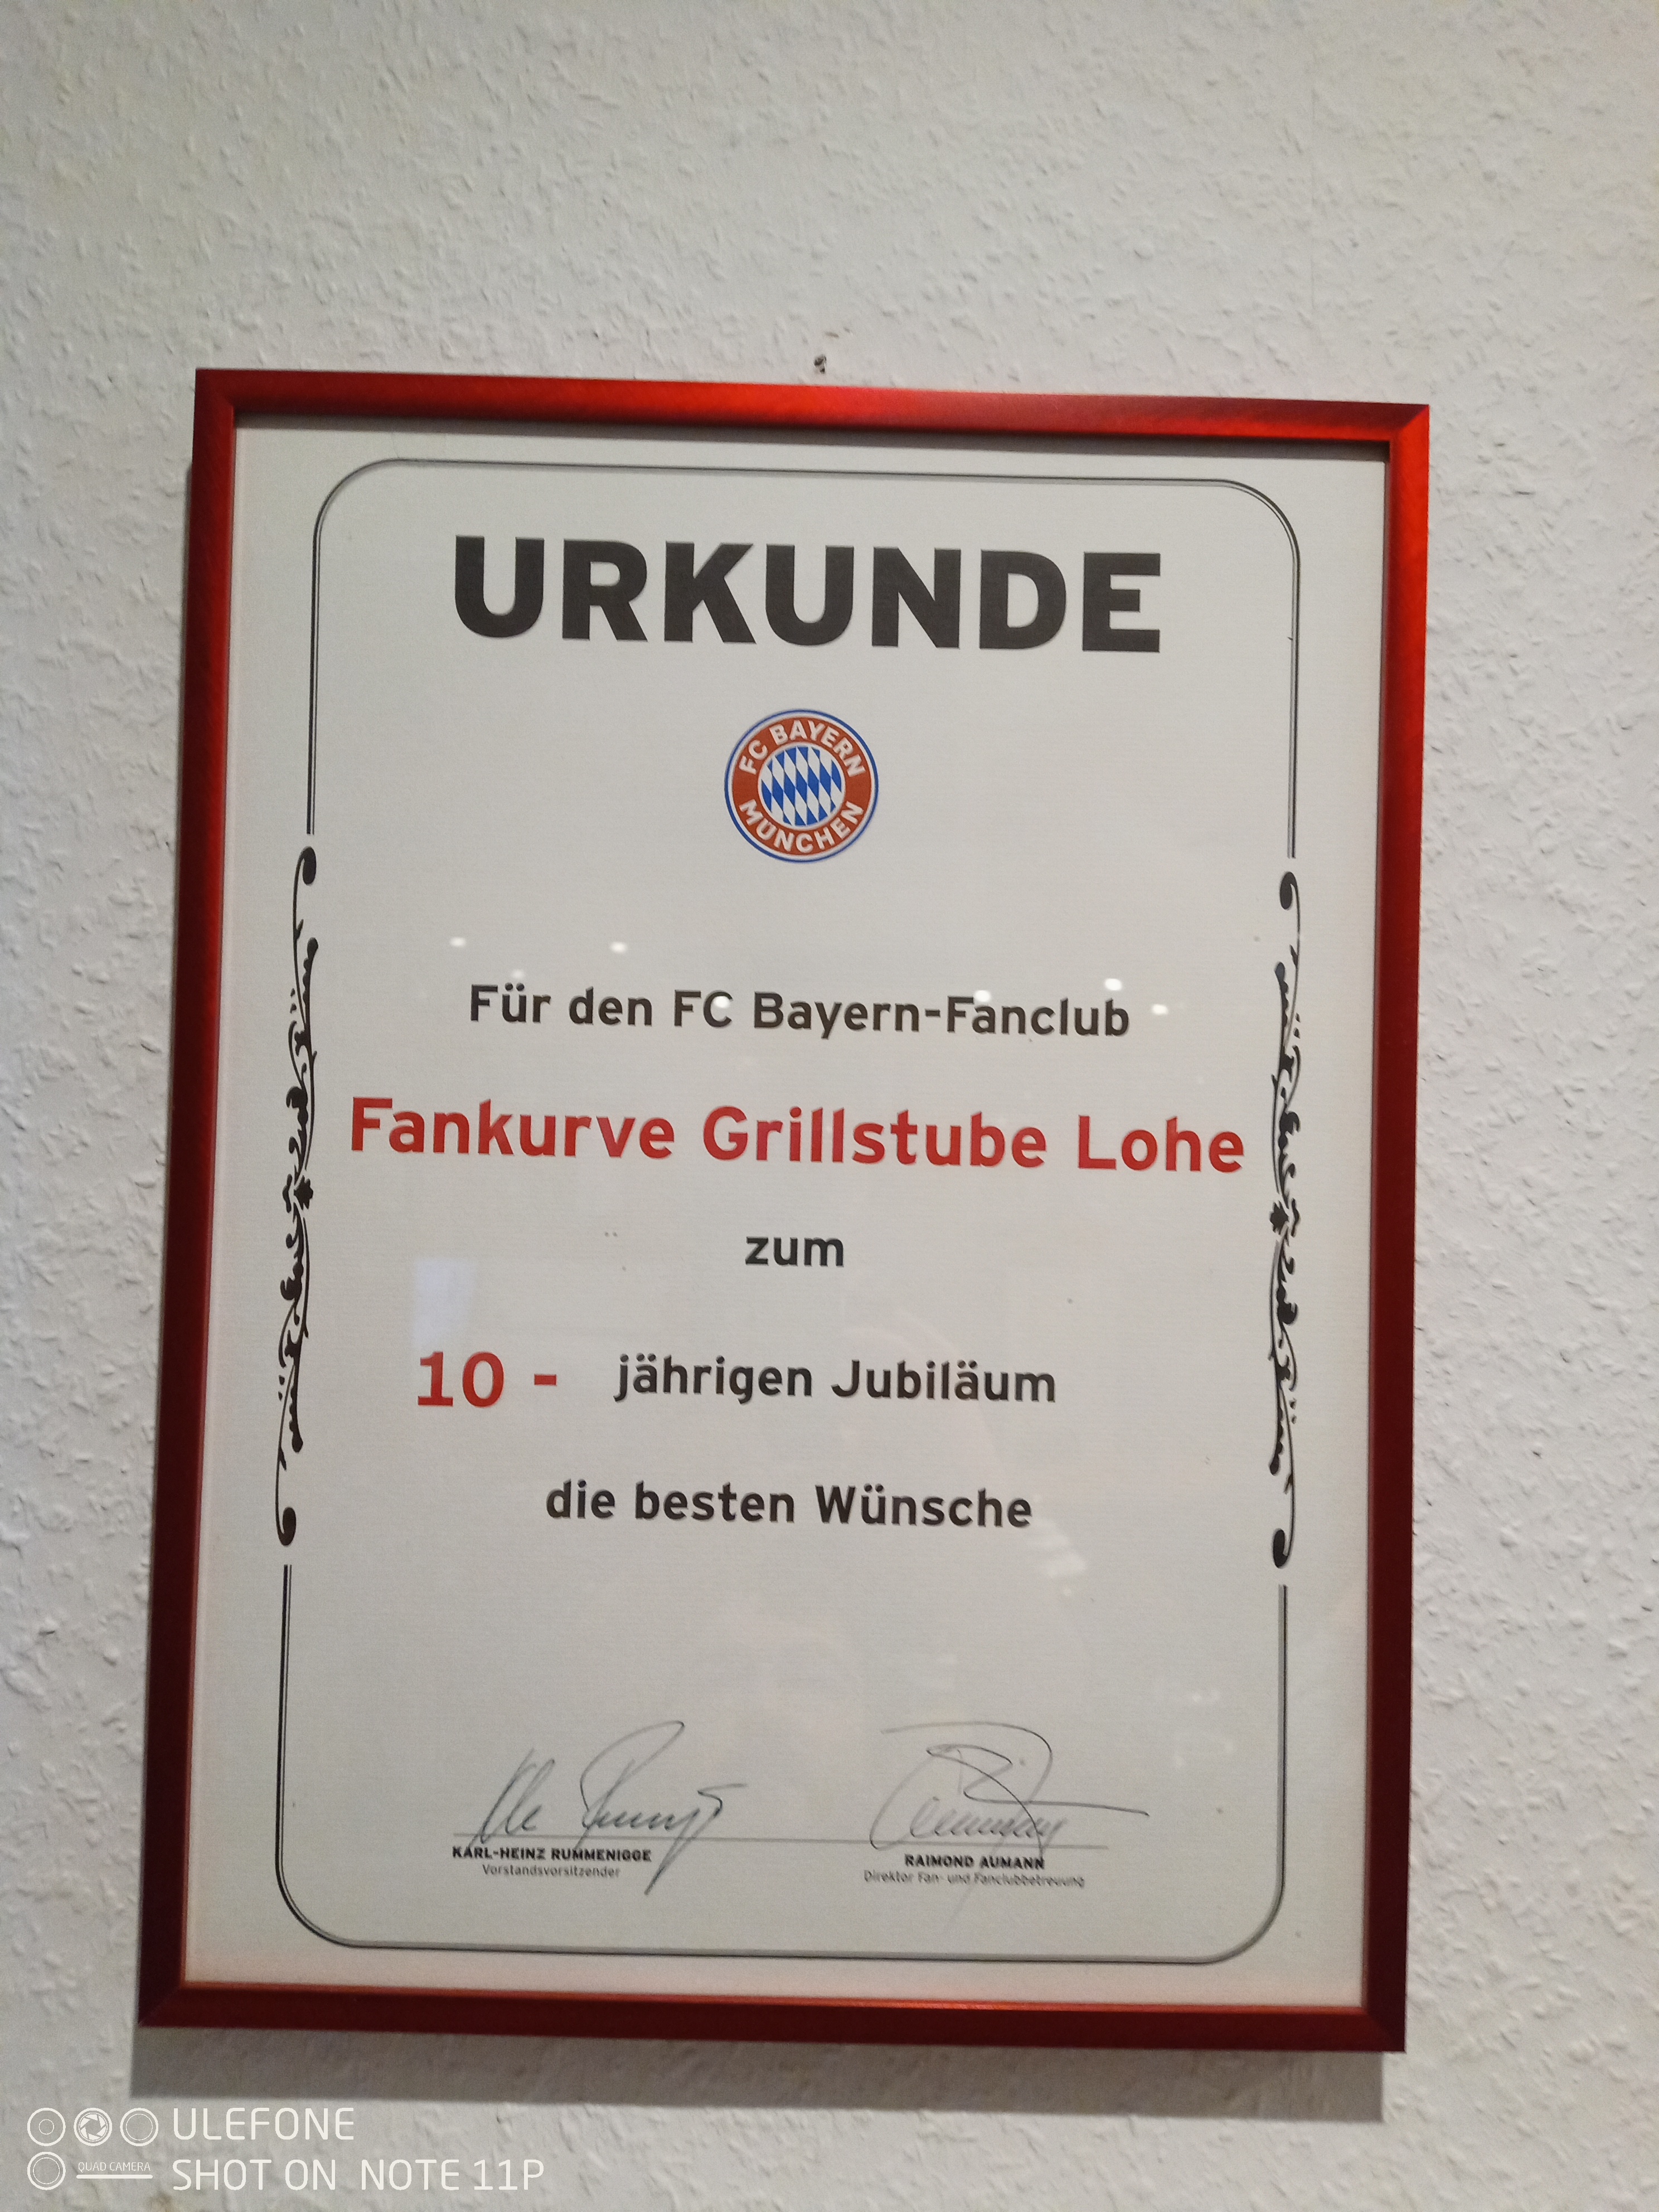 URKUNDE
FC BAYERN
MÜNCHEN
Für den FC Bayern-Fanclub
Fankurve Grillstube Lohe
zum
10 - jährigen Jubiläum
die besten Wünsche
KARL-HEINZ RUMMENIGGE
Vorstandsvorsitzender
RAIMOND AUMANN
Direktor Fan- und Fanclubbetreuung
ULEFONE
QUAD CAMERA
SHOT ON NOTE 11P